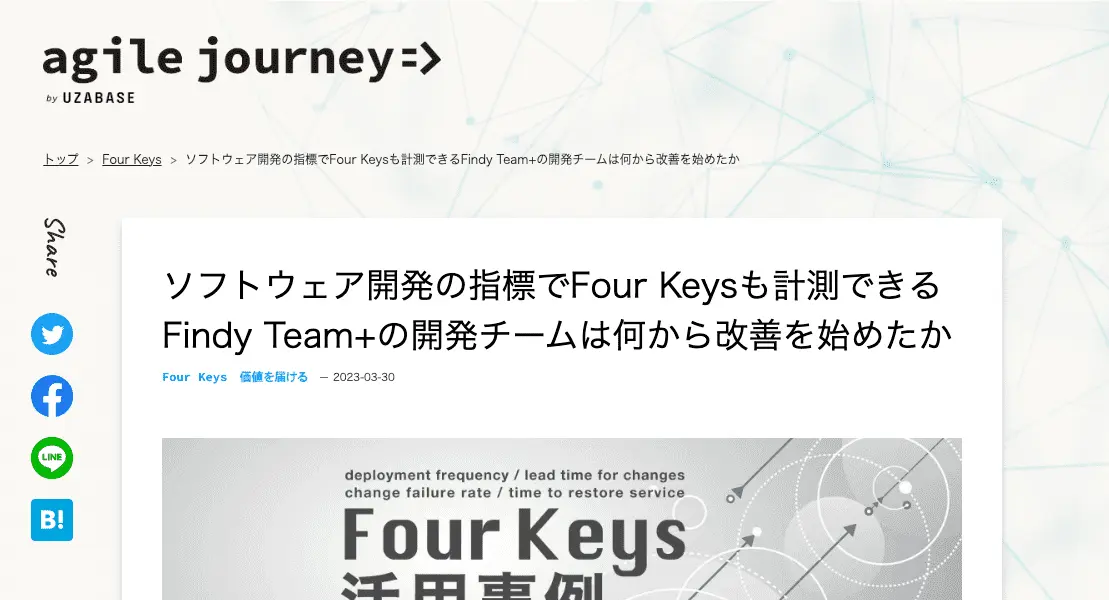 agile journey
by UZABASE
トップ > Four Keys > ソフトウェア開発の指標でFour Keysも計測できるFindy Team+の開発チームは何から改善を始めたか
Share
ソフトウェア開発の指標でFour Keysも計測できる
Findy Team+の開発チームは何から改善を始めたか
Four Keys 価値を届ける — 2023-03-30
LINE
B!
deployment frequency / lead time for changes
change failure rate / time to restore service
Four Keys
活用事例